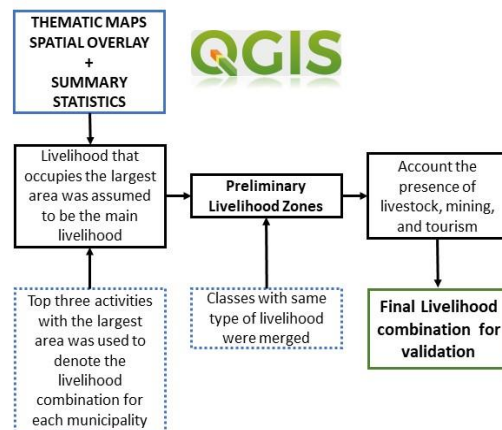 THEMATIC MAPS
SPATIAL OVERLAY
+
SUMMARY
STATISTICS
QGIS
Livelihood that
occupies the largest
area was assumed to
be the main
livelihood
Preliminary
Livelihood Zones
Account the
presence of
livestock, mining,
and tourism
Top three activities
with the largest
area was used to
denote the
livelihood
combination for
each municipality
Classes with same
type of livelihood
were merged
Final Livelihood
combination for
validation